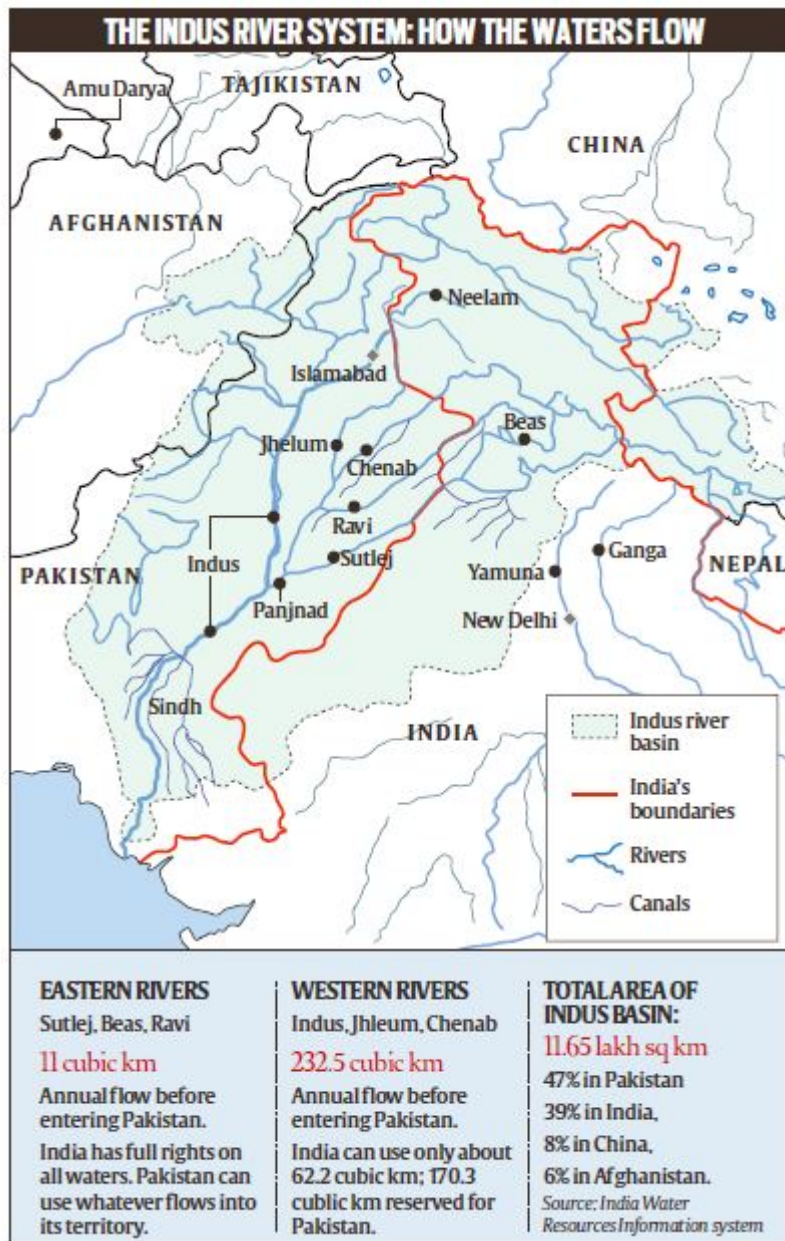 THE INDUS RIVER SYSTEM: HOW THE WATERS FLOW
Amu Darya
TAJIKISTAN
CHINA
AFGHANISTAN
Neelam
Islamabad
Beas
Jhelum
Chenab
Ravi
Sutlej
Indus
PAKISTAN
Panjnad
Yamuna
Ganga
NEPAL
New Delhi
Sindh
INDIA
Indus river
basin
India's
boundaries
Rivers
Canals
EASTERN RIVERS
Sutlej, Beas, Ravi
11 cubic km
Annual flow before
entering Pakistan.
India has full rights on
all waters. Pakistan can
use whatever flows into
its territory.
WESTERN RIVERS
Indus, Jhleum, Chenab
232.5 cubic km
Annual flow before
entering Pakistan.
India can use only about
62.2 cubic km; 170.3
cublic km reserved for
Pakistan.
TOTAL AREA OF
INDUS BASIN:
11.65 lakh sq km
47% in Pakistan
39% in India,
8% in China,
6% in Afghanistan.
Source: India Water
Resources Information system